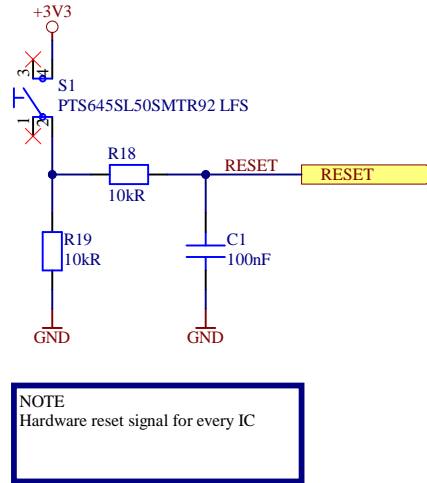 +3V3
3
4
S1
PTS645SL50SMTR92 LFS
1
2
R18
10kR
RESET
RESET
R19
10kR
C1
100nF
GND
GND
NOTE
Hardware reset signal for every IC